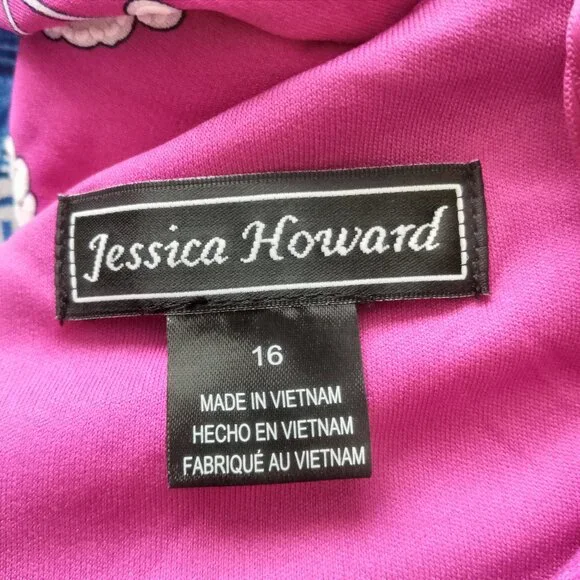 Jessica Howard
16
MADE IN VIETNAM
HECHO EN VIETNAM
FABRIQUÉ AU VIETNAM